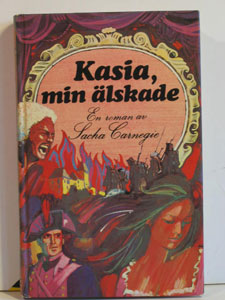 Kasia,
min älskade
En roman av
Sacha Carnegie